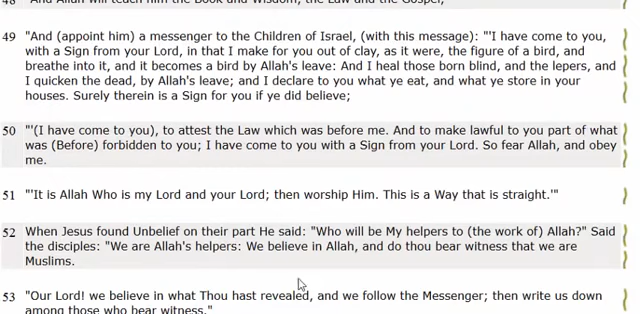 48 And Allah will teach him the Book and Wisdom, the Law and the Gospel,
49 "And (appoint him) a messenger to the Children of Israel, (with this message): "'I have come to you,
with a Sign from your Lord, in that I make for you out of clay, as it were, the figure of a bird, and
breathe into it, and it becomes a bird by Allah's leave: And I heal those born blind, and the lepers, and
I quicken the dead, by Allah's leave; and I declare to you what ye eat, and what ye store in your
houses. Surely therein is a Sign for you if ye did believe;
50 "'(I have come to you), to attest the Law which was before me. And to make lawful to you part of what
was (Before) forbidden to you; I have come to you with a Sign from your Lord. So fear Allah, and obey
me.
51 "'It is Allah Who is my Lord and your Lord; then worship Him. This is a Way that is straight.'"
52 When Jesus found Unbelief on their part He said: "Who will be My helpers to (the work of) Allah?" Said
the disciples: "We are Allah's helpers: We believe in Allah, and do thou bear witness that we are
Muslims.
53 "Our Lord! we believe in what Thou hast revealed, and we follow the Messenger; then write us down
among those who bear witness."